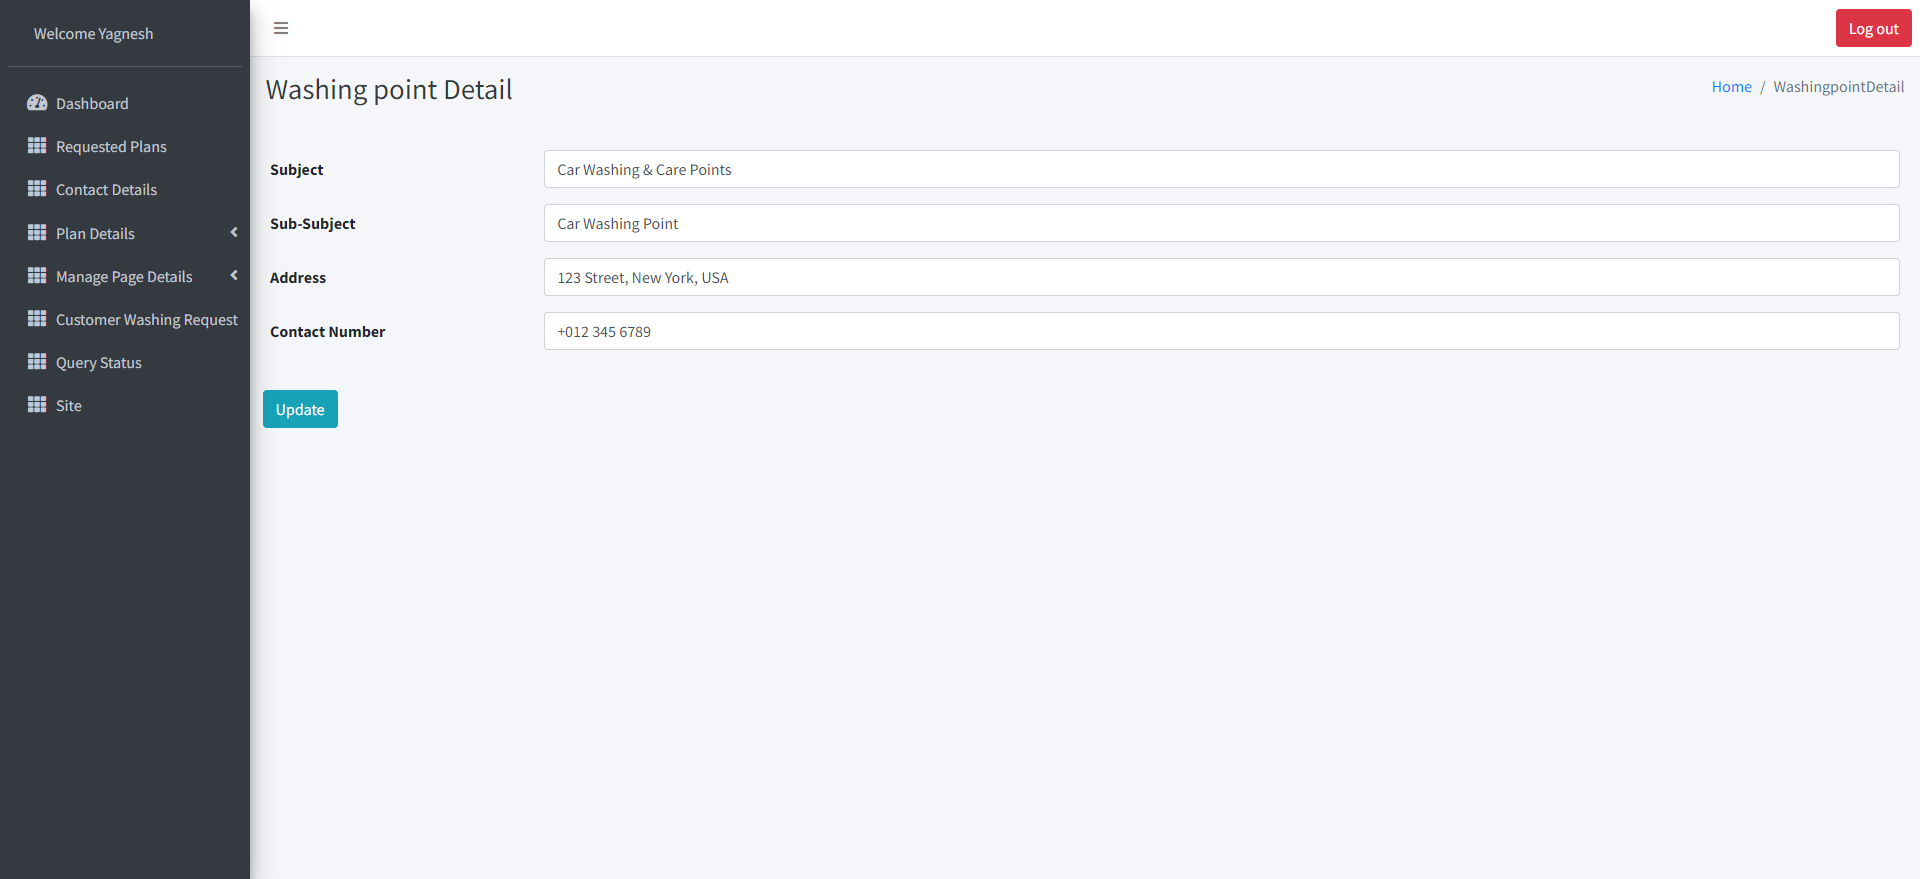 Welcome Yagnesh
Dashboard
Requested Plans
Contact Details
Plan Details
Manage Page Details
Customer Washing Request
Query Status
Site
Log out
Washing point Detail
Home / WashingpointDetail
Subject
Car Washing & Care Points
Sub-Subject
Car Washing Point
Address
123 Street, New York, USA
Contact Number
+012 345 6789
Update